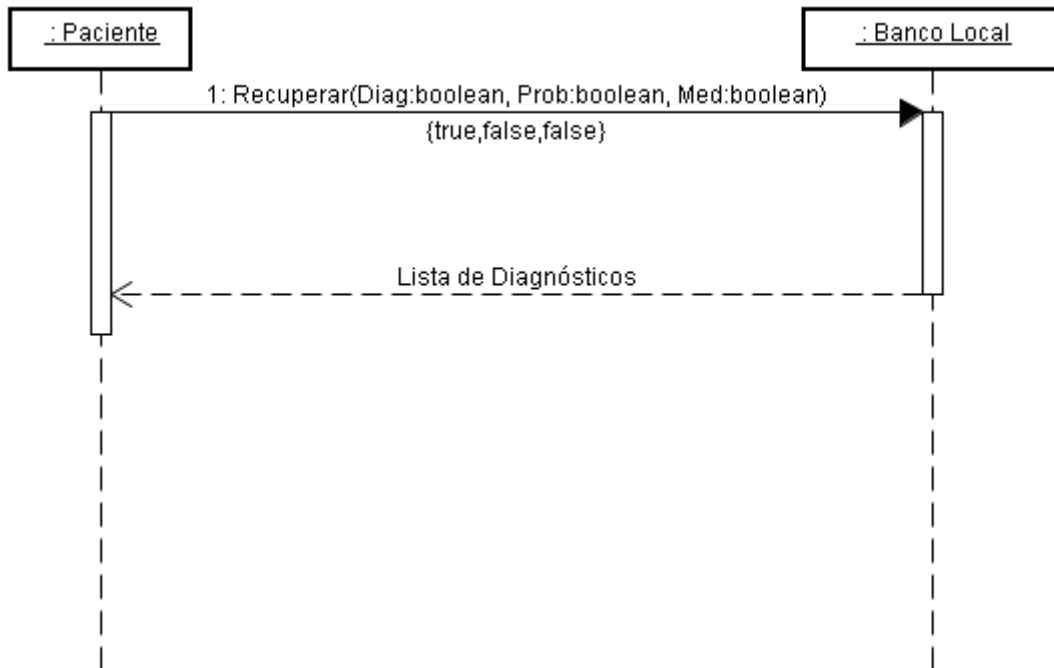 : Paciente
: Banco Local
1: Recuperar(Diag:boolean, Prob:boolean, Med:boolean)
{true,false,false}
Lista de Diagnósticos